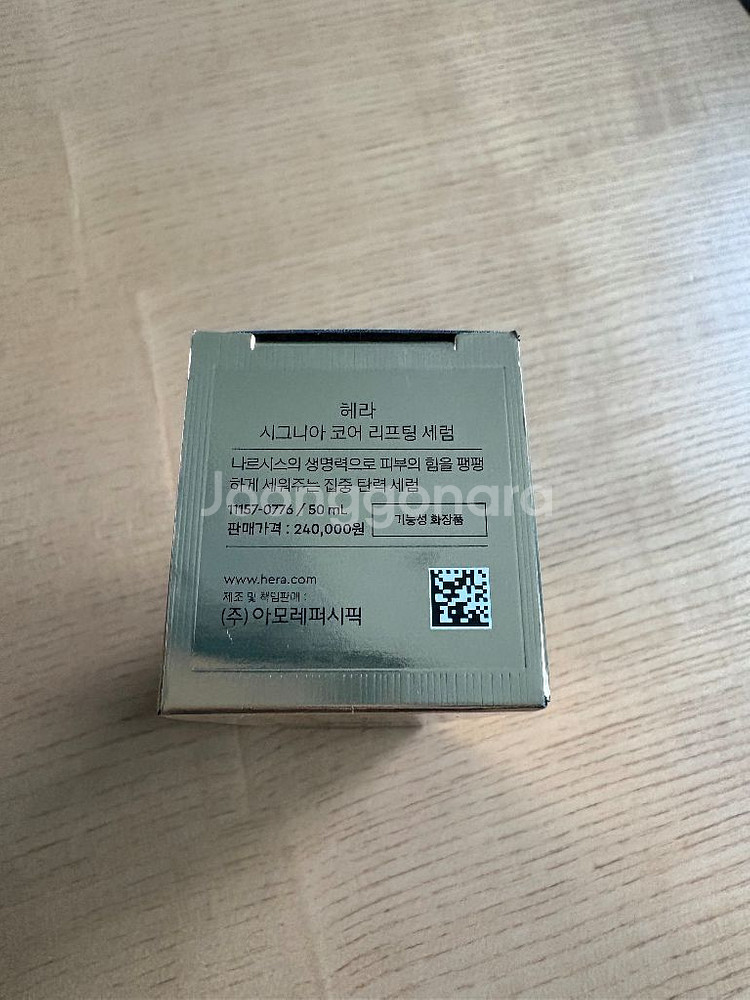 헤라
시그니아 코어 리프팅 세럼
나르시스의 생명력으로 피부의 힘을 팽팽
하게 세워주는 집중 탄력 세럼
Joonggonara
11157-0776 / 50 mL
판매가격 : 240,000원
기능성 화장품
www.hera.com
제조 및 책임판매 :
(주)아모레퍼시픽